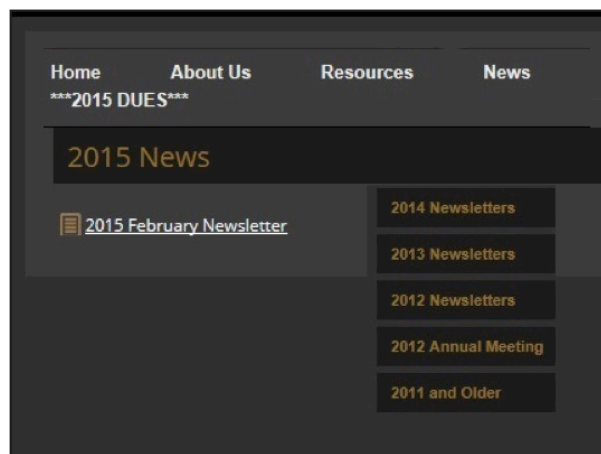 Home About Us Resources News
***2015 DUES***
2015 News
2015 February Newsletter
2014 Newsletters
2013 Newsletters
2012 Newsletters
2012 Annual Meeting
2011 and Older